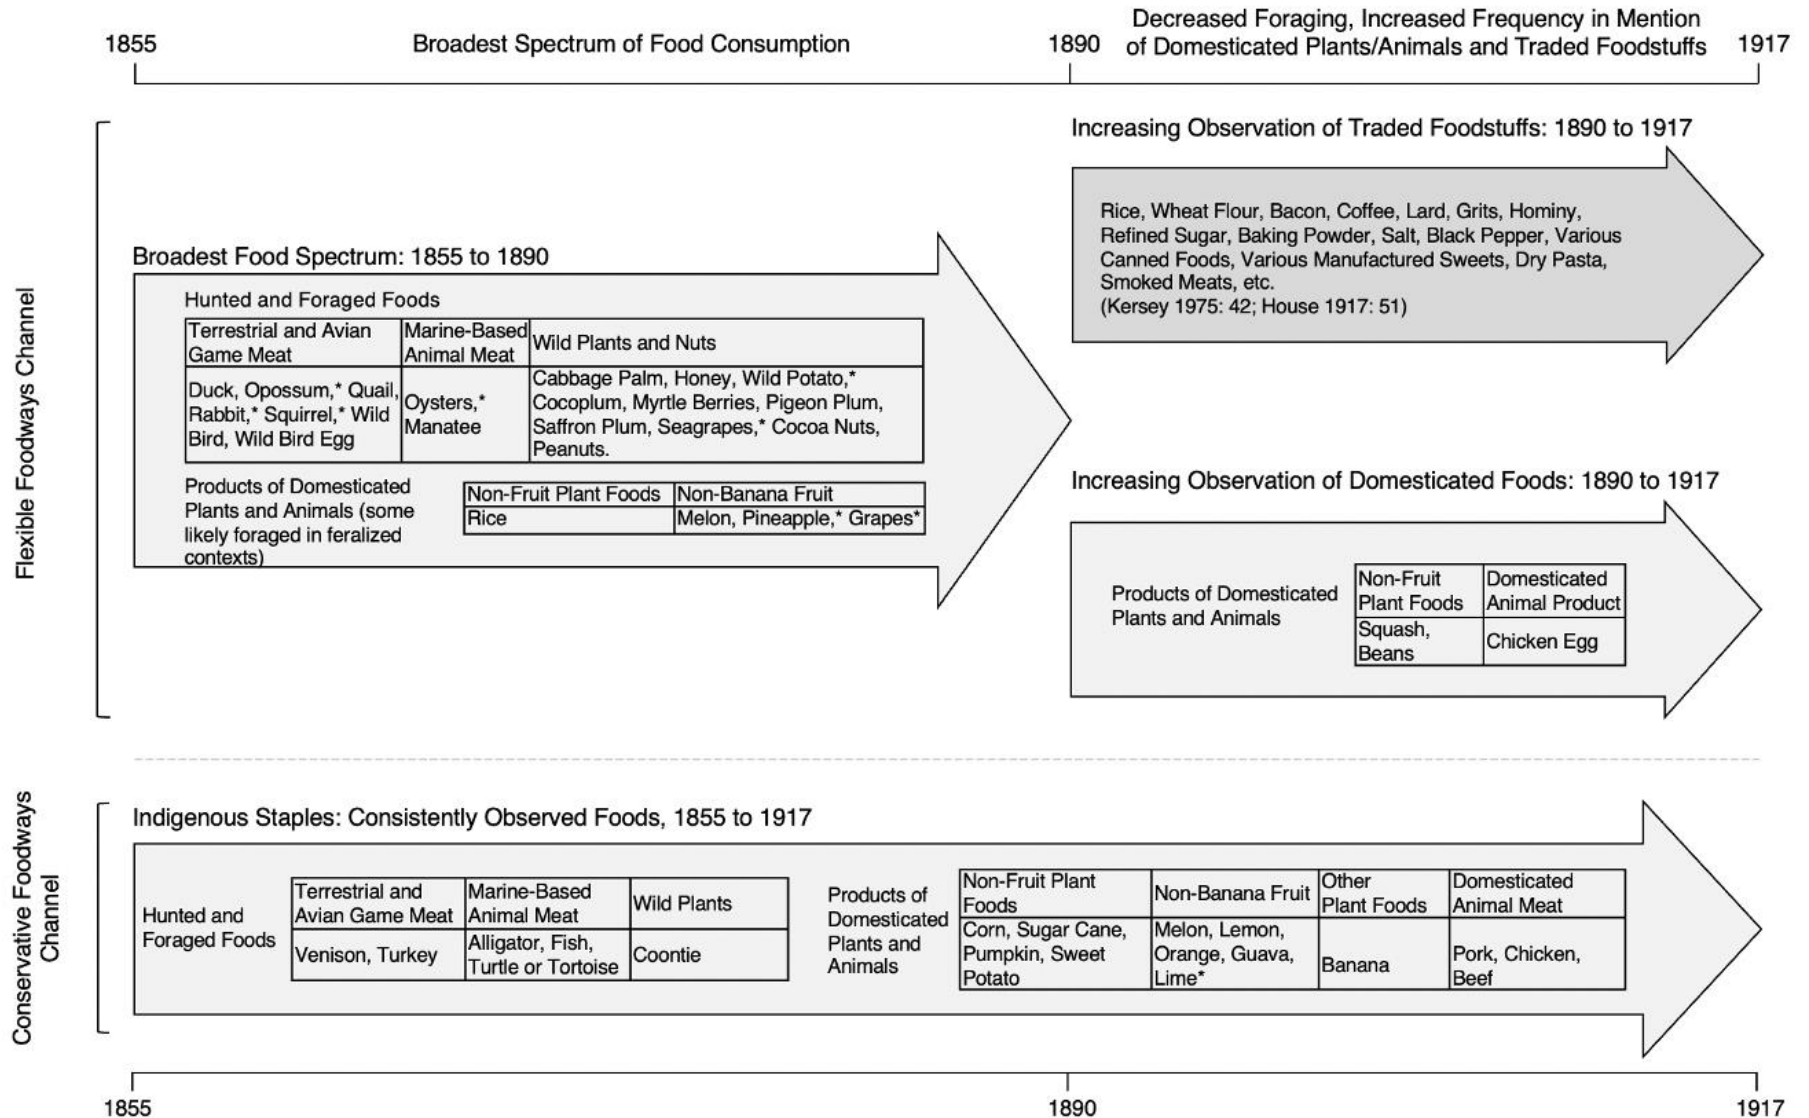 1855
Broadest Spectrum of Food Consumption
1890
Decreased Foraging, Increased Frequency in Mention
of Domesticated Plants/Animals and Traded Foodstuffs
1917
Flexible Foodways Channel
Increasing Observation of Traded Foodstuffs: 1890 to 1917
Rice, Wheat Flour, Bacon, Coffee, Lard, Grits, Hominy,
Refined Sugar, Baking Powder, Salt, Black Pepper, Various
Canned Foods, Various Manufactured Sweets, Dry Pasta,
Smoked Meats, etc.
(Kersey 1975: 42; House 1917: 51)
Broadest Food Spectrum: 1855 to 1890
Hunted and Foraged Foods
Terrestrial and Avian
Game Meat
Marine-Based
Animal Meat
Wild Plants and Nuts
Duck, Opossum,* Quail,
Rabbit,* Squirrel,* Wild
Bird, Wild Bird Egg
Oysters,*
Manatee
Cabbage Palm, Honey, Wild Potato,*
Cocoplum, Myrtle Berries, Pigeon Plum,
Saffron Plum, Seagrapes,* Cocoa Nuts,
Peanuts.
Products of Domesticated
Plants and Animals (some
likely foraged in feralized
contexts)
Non-Fruit Plant Foods
Non-Banana Fruit
Rice
Melon, Pineapple,* Grapes*
Increasing Observation of Domesticated Foods: 1890 to 1917
Products of Domesticated
Plants and Animals
Non-Fruit
Plant Foods
Domesticated
Animal Product
Squash,
Beans
Chicken Egg
Conservative Foodways
Channel
Indigenous Staples: Consistently Observed Foods, 1855 to 1917
Hunted and
Foraged Foods
Terrestrial and
Avian Game Meat
Marine-Based
Animal Meat
Wild Plants
Venison, Turkey
Alligator, Fish,
Turtle or Tortoise
Coontie
Products of
Domesticated
Plants and
Animals
Non-Fruit Plant
Foods
Non-Banana Fruit
Other
Plant Foods
Domesticated
Animal Meat
Corn, Sugar Cane,
Pumpkin, Sweet
Potato
Melon, Lemon,
Orange, Guava,
Lime*
Banana
Pork, Chicken,
Beef
1855
1890
1917